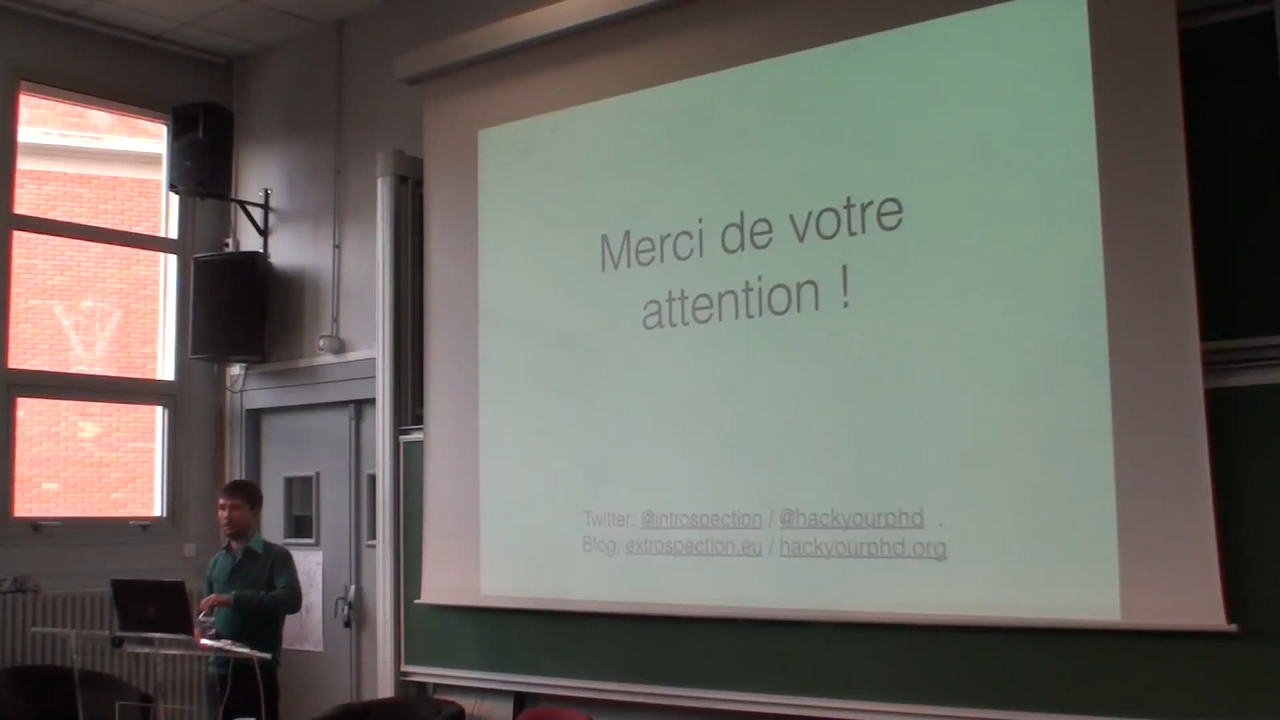 Merci de votre
attention !
Twitter: @introspection / @hackyourphd
Blog: extrospection.eu / hackyourphd.org